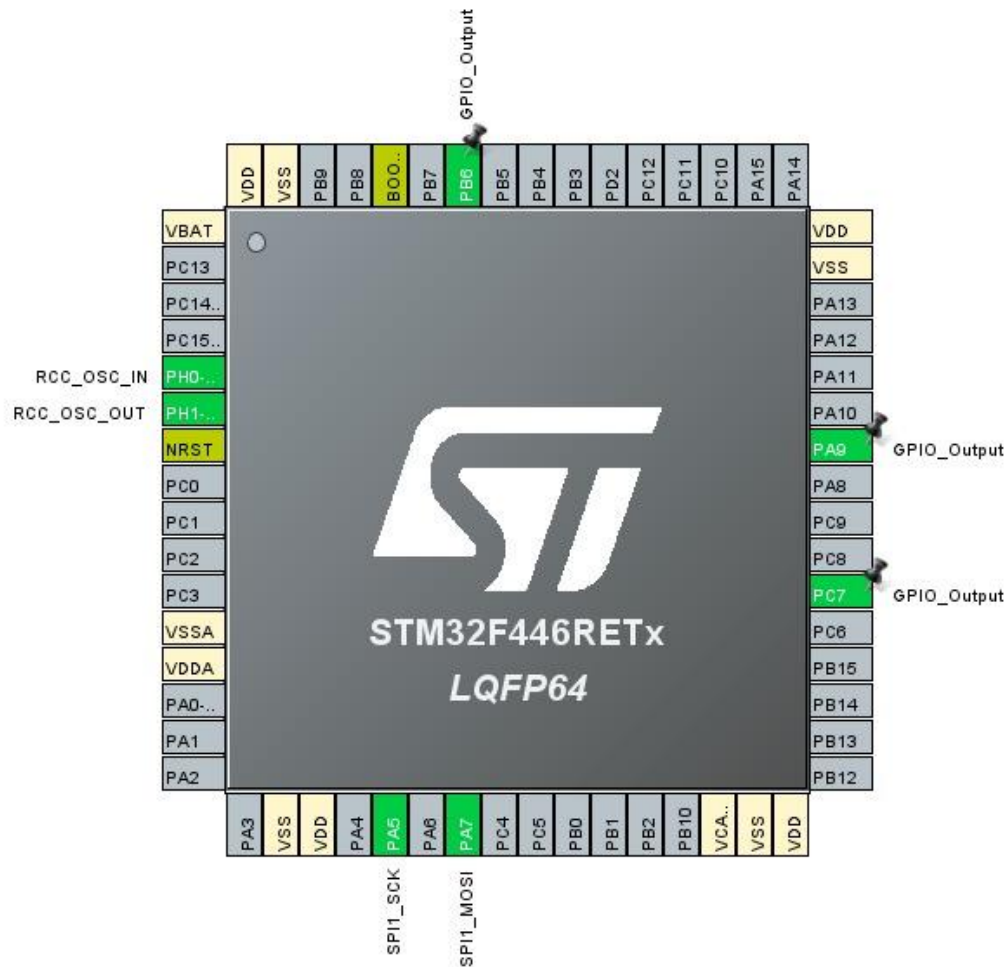 GPIO_Output
VDD
VSS
PB9
PB8
BOO..
PB7
PB6
PB5
PB4
PB3
PD2
PC12
PC11
PC10
PA15
PA14
VBAT
PC13
PC14..
PC15..
RCC_OSC_IN PH0-..
RCC_OSC_OUT PH1-..
NRST
PC0
PC1
PC2
PC3
VSSA
VDDA
PA0-..
PA1
PA2
VDD
VSS
PA13
PA12
PA11
PA10
PA9 GPIO_Output
PA8
PC9
PC8
PC7 GPIO_Output
PC6
PB15
PB14
PB13
PB12
ST
STM32F446RETx
LQFP64
PA3
VSS
VDD
PA4
PA5
PA6
PA7
PC4
PC5
PB0
PB1
PB2
PB10
VCA..
VSS
VDD
SPI1_SCK
SPI1_MOSI